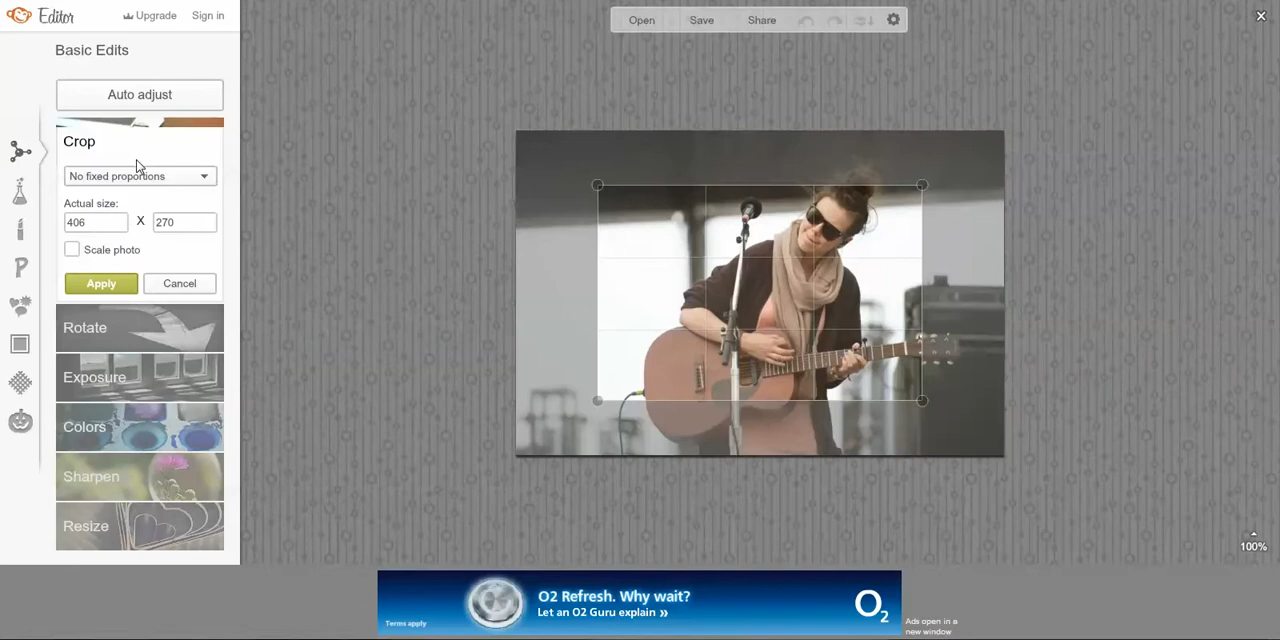 Editor
Upgrade
Sign in
Open
Save
Share
Basic Edits
Auto adjust
Crop
No fixed proportions
Actual size:
406 X 270
Scale photo
Apply
Cancel
Rotate
Exposure
Colors
Sharpen
Resize
100%
O2 Refresh. Why wait?
Let an O2 Guru explain »
Terms apply
O2
Ads open in a
new window